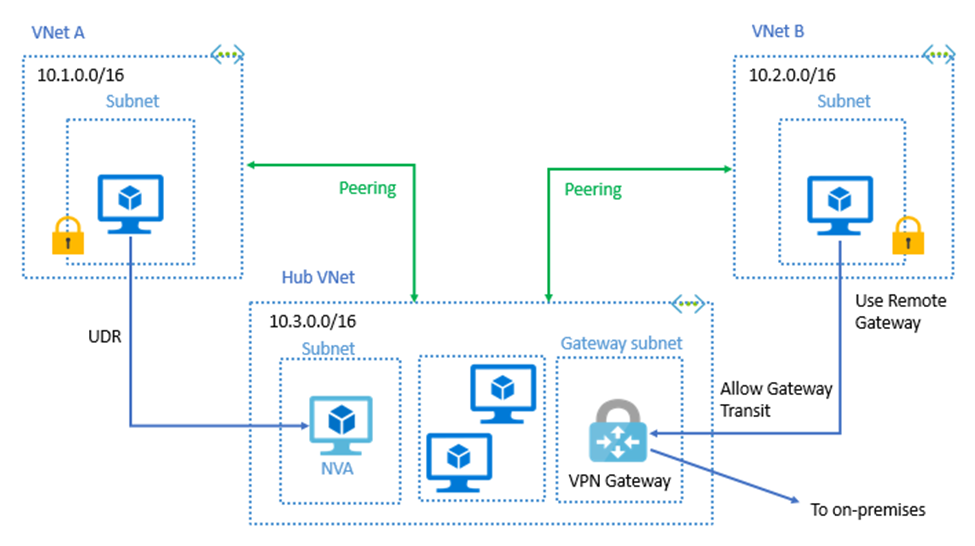 VNet A
VNet B
10.1.0.0/16
10.2.0.0/16
Subnet
Subnet
Peering
Peering
Hub VNet
Use Remote
Gateway
10.3.0.0/16
UDR
Subnet
Gateway subnet
Allow Gateway
Transit
NVA
VPN Gateway
To on-premises